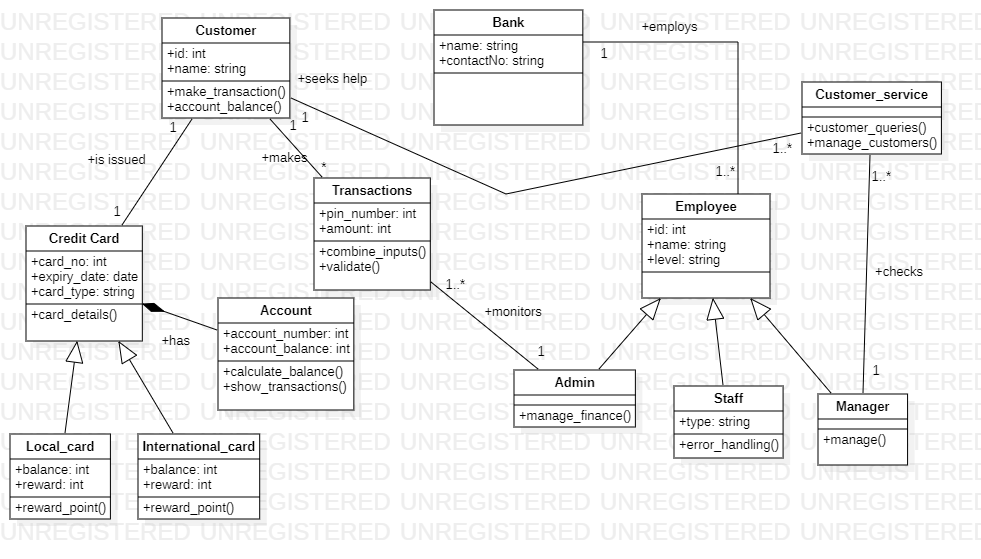 Customer
+id: int
+name: string
+make_transaction()
+account_balance()
Bank
+name: string
+contactNo: string
+employs
1
1..*
+seeks help
1
1..*
Customer_service
+customer_queries()
+manage_customers()
1
+is issued
1
1
+makes
*
Transactions
+pin_number: int
+amount: int
+combine_inputs()
+validate()
Employee
+id: int
+name: string
+level: string
1..*
+checks
1
Credit Card
+card_no: int
+expiry_date: date
+card_type: string
+card_details()
+has
Account
+account_number: int
+account_balance: int
+calculate_balance()
+show_transactions()
1..*
+monitors
1
Admin
+manage_finance()
Staff
+type: string
+error_handling()
Manager
+manage()
Local_card
+balance: int
+reward: int
+reward_point()
International_card
+balance: int
+reward: int
+reward_point()
UNREGISTERED